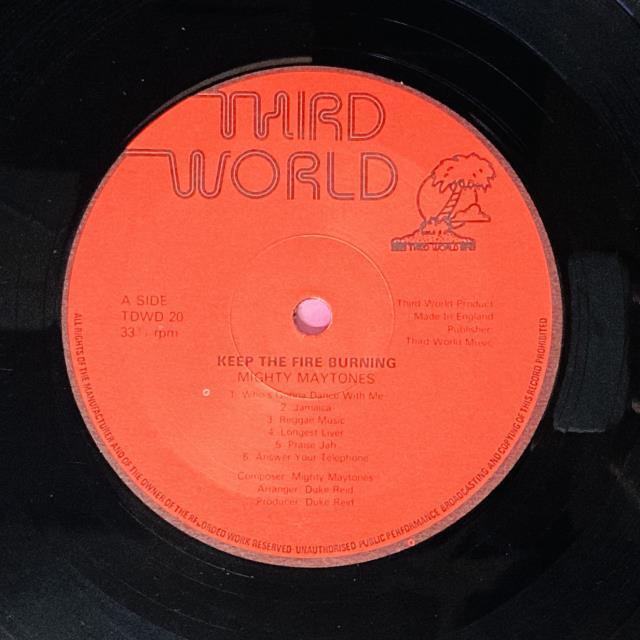 THIRD
WORLD
THIRD WORLD
A SIDE
TDWD 20
33⅓ rpm
Third World Product
Made In England
Publisher:
Third World Music
KEEP THE FIRE BURNING
MIGHTY MAYTONES
1. Who's Gonna Dance With Me
2. Jamaica
3. Reggae Music
4. Longest Liver
5. Praise Jah
6. Answer Your Telephone
Composer: Mighty Maytones
Arranger: Duke Reid
Producer: Duke Reid
ALL RIGHTS OF THE MANUFACTURER AND OF THE OWNER OF THE RECORDED WORK RESERVED UNAUTHORISED PUBLIC PERFORMANCE BROADCASTING AND COPYING OF THIS RECORD PROHIBITED